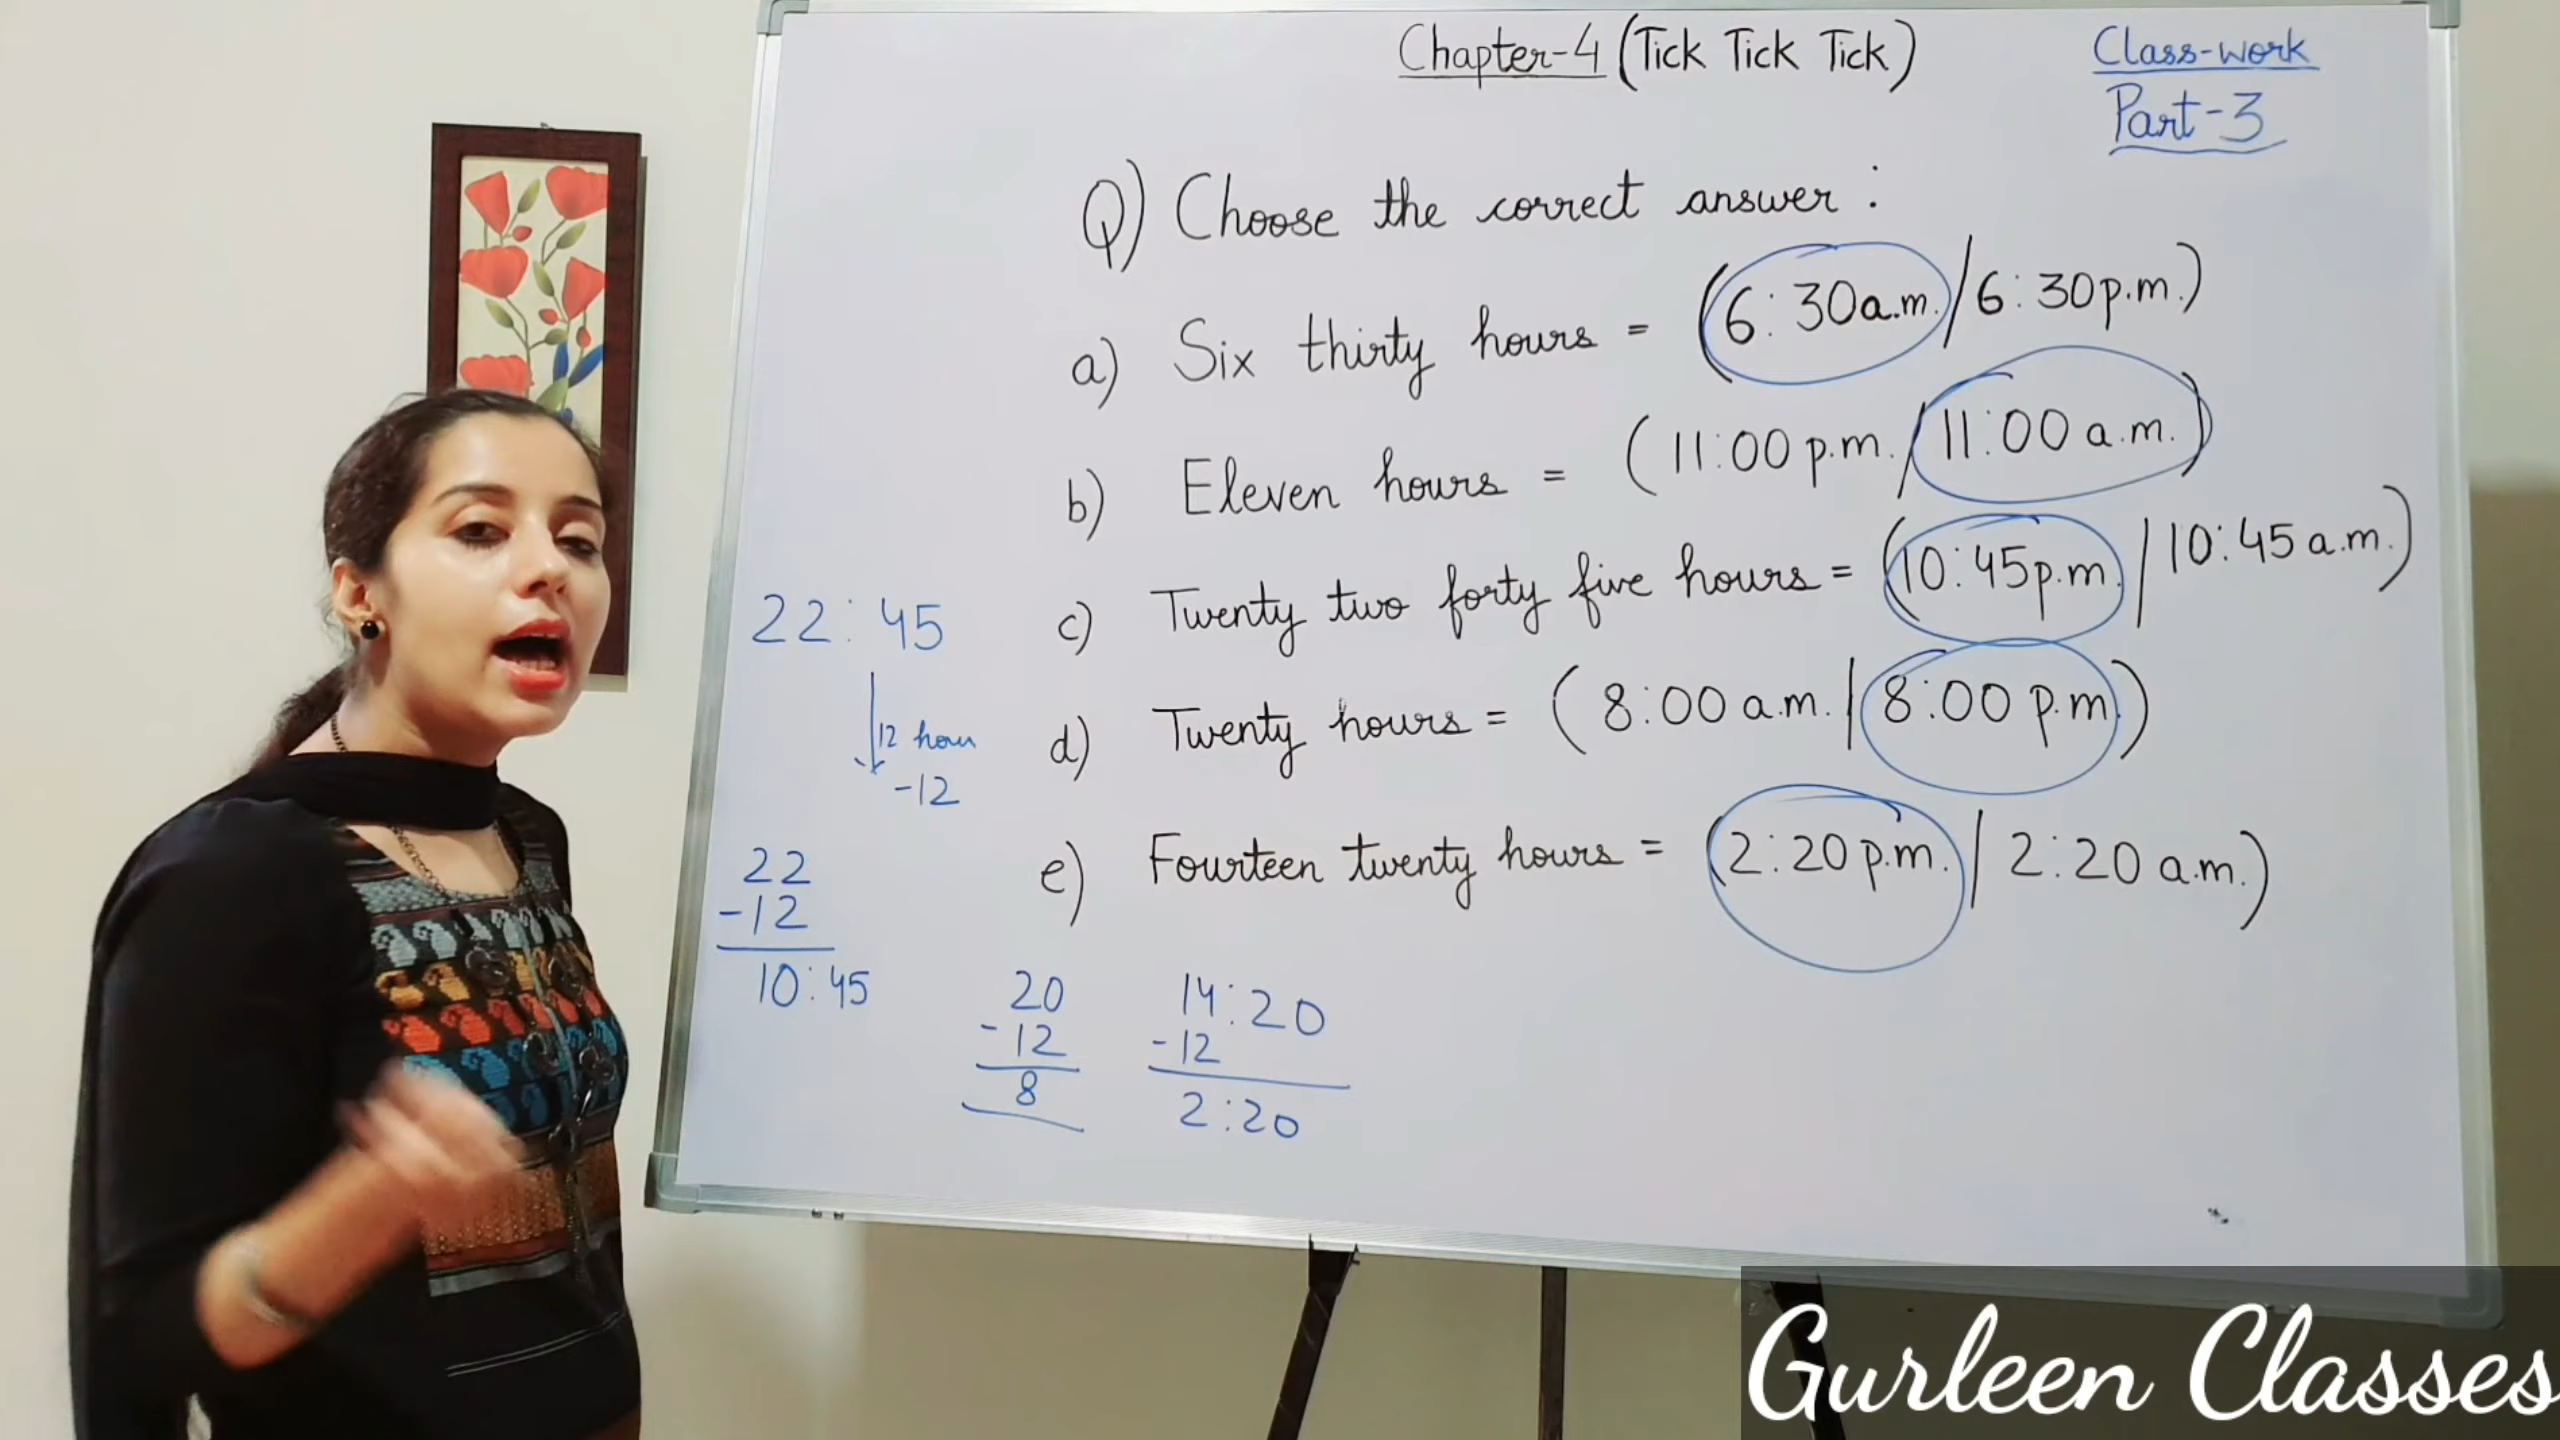 Chapter-4 (Tick Tick Tick)
Class-work
Part-3
Q) Choose the correct answer :
a) Six thirty hours = (6:30a.m./6:30p.m.)
b) Eleven hours = (11:00 p.m./11:00 a.m.)
c) Twenty two forty five hours = (10:45p.m./10:45 a.m.)
d) Twenty hours = (8:00 a.m./8:00 p.m.)
e) Fourteen twenty hours = (2:20 p.m./2:20 a.m.)
22:45
12 hour
-12
22
-12
10:45
20
-12
8
14:20
-12
2:20
Gurleen Classes